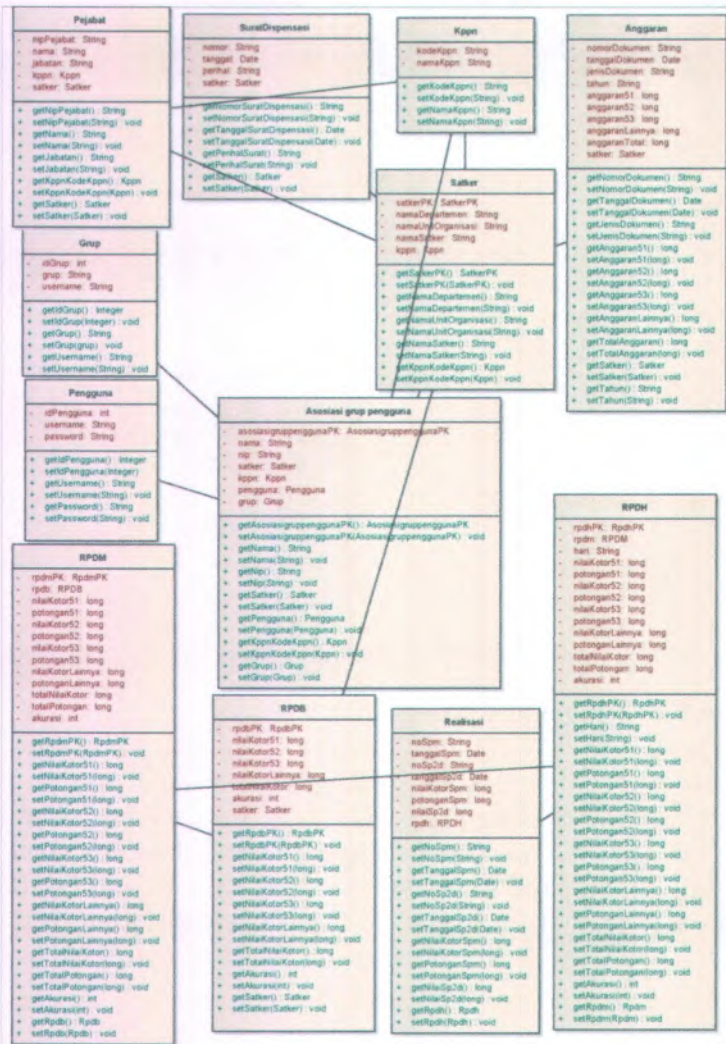 Pejabat
- nipPejabat: String
- nama: String
- jabatan: String
- kppn: Kppn
- satker: Satker
+ getNipPejabat() : String
+ setNipPejabat(String) : void
+ getNama() : String
+ setNama(String) : void
+ getJabatan() : String
+ setJabatan(String) : void
+ getKppnKodeKppn() : Kppn
+ setKppnKodeKppn(Kppn) : void
+ getSatker() : Satker
+ setSatker(Satker) : void
SuratDispensasi
- nomor: String
- tanggal: Date
- perihal: String
- satker: Satker
+ getNomorSuratDispensasi() : String
+ setNomorSuratDispensasi(String) : void
+ getTanggalSuratDispensasi() : Date
+ setTanggalSuratDispensasi(Date) : void
+ getPerihalSurat() : String
+ setPerihalSurat(String) : void
+ getSatker() : Satker
+ setSatker(Satker) : void
Kppn
- kodeKppn: String
- namaKppn: String
+ getKodeKppn() : String
+ setKodeKppn(String) : void
+ getNamaKppn() : String
+ setNamaKppn(String) : void
Anggaran
- nomorDokumen: String
- tanggalDokumen: Date
- jenisDokumen: String
- tahun: String
- anggaran51: long
- anggaran52: long
- anggaran53: long
- anggaranLainnya: long
- anggaranTotal: long
- satker: Satker
+ getNomorDokumen() : String
+ setNomorDokumen(String) : void
+ getTanggalDokumen() : Date
+ setTanggalDokumen(Date) : void
+ getJenisDokumen() : String
+ setJenisDokumen(String) : void
+ getAnggaran51() : long
+ setAnggaran51(long) : void
+ getAnggaran52() : long
+ setAnggaran52(long) : void
+ getAnggaran53() : long
+ setAnggaran53(long) : void
+ getAnggaranLainnya() : long
+ setAnggaranLainnya(long) : void
+ getTotalAnggaran() : long
+ setTotalAnggaran(long) : void
+ getSatker() : Satker
+ setSatker(Satker) : void
+ getTahun() : String
+ setTahun(String) : void
Satker
- satkerPK: SatkerPK
- namaDepartemen: String
- namaUnitOrganisasi: String
- namaSatker: String
- kppn: Kppn
+ getSatkerPK() : SatkerPK
+ setSatkerPK(SatkerPK) : void
+ getNamaDepartemen() : String
+ setNamaDepartemen(String) : void
+ getNamaUnitOrganisasi() : String
+ setNamaUnitOrganisasi(String) : void
+ getNamaSatker() : String
+ setNamaSatker(String) : void
+ getKppnKodeKppn() : Kppn
+ setKppnKodeKppn(Kppn) : void
Grup
- idGrup: int
- grup: String
- username: String
+ getIdGrup() : Integer
+ setIdGrup(Integer) : void
+ getGrup() : String
+ setGrup(grup) : void
+ getUsername() : String
+ setUsername(String) : void
Pengguna
- idPengguna: int
- username: String
- password: String
+ getIdPengguna() : Integer
+ setIdPengguna(Integer)
+ getUsername() : String
+ setUsername(String) : void
+ getPassword() : String
+ setPassword(String) : void
Asosiasi grup pengguna
- asosiasigruppenggunaPK: AsosiasigruppenggunaPK
- nama: String
- nip: String
- satker: Satker
- kppn: Kppn
- pengguna: Pengguna
- grup: Grup
+ getAsosiasigruppenggunaPK() : AsosiasigruppenggunaPK
+ setAsosiasigruppenggunaPK(AsosiasigruppenggunaPK) : void
+ getNama() : String
+ setNama(String) : void
+ getNip() : String
+ setNip(String) : void
+ getSatker() : Satker
+ setSatker(Satker) : void
+ getPengguna() : Pengguna
+ setPengguna(Pengguna) : void
+ getKppnKodeKppn() : Kppn
+ setKppnKodeKppn(Kppn) : void
+ getGrup() : Grup
+ setGrup(Grup) : void
RPDM
- rpdmPK: RpdmPK
- rpdb: RPDB
- nilaiKotor51: long
- potongan51: long
- nilaiKotor52: long
- potongan52: long
- nilaiKotor53: long
- potongan53: long
- nilaiKotorLainnya: long
- potonganLainnya: long
- totalNilaiKotor: long
- totalPotongan: long
- akurasi: int
+ getRpdmPK() : RpdmPK
+ setRpdmPK(RpdmPK) : void
+ getNilaiKotor51() : long
+ setNilaiKotor51(long) : void
+ getPotongan51() : long
+ setPotongan51(long) : void
+ getNilaiKotor52() : long
+ setNilaiKotor52(long) : void
+ getPotongan52() : long
+ setPotongan52(long) : void
+ getNilaiKotor53() : long
+ setNilaiKotor53(long) : void
+ getPotongan53() : long
+ setPotongan53(long) : void
+ getNilaiKotorLainnya() : long
+ setNilaiKotorLainnya(long) : void
+ getPotonganLainnya() : long
+ setPotonganLainnya(long) : void
+ getTotalNilaiKotor() : long
+ setTotalNilaiKotor(long) : void
+ getTotalPotongan() : long
+ setTotalPotongan(long) : void
+ getAkurasi() : int
+ setAkurasi(int) : void
+ getRpdb() : Rpdb
+ setRpdb(Rpdb) : void
RPDB
- rpdbPK: RpdbPK
- nilaiKotor51: long
- nilaiKotor52: long
- nilaiKotor53: long
- nilaiKotorLainnya: long
- totalNilaiKotor: long
- akurasi: int
- satker: Satker
+ getRpdbPK() : RpdbPK
+ setRpdbPK(RpdbPK) : void
+ getNilaiKotor51() : long
+ setNilaiKotor51(long) : void
+ getNilaiKotor52() : long
+ setNilaiKotor52(long) : void
+ getNilaiKotor53() : long
+ setNilaiKotor53(long) : void
+ getNilaiKotorLainnya() : long
+ setNilaiKotorLainnya(long) : void
+ getTotalNilaiKotor() : long
+ setTotalNilaiKotor(long) : void
+ getAkurasi() : int
+ setAkurasi(int) : void
+ getSatker() : Satker
+ setSatker(Satker) : void
Realisasi
- noSpm: String
- tanggalSpm: Date
- noSp2d: String
- tanggalSp2d: Date
- nilaiKotorSpm: long
- potonganSpm: long
- nilaiSp2d: long
- rpdh: RPDH
+ getNoSpm() : String
+ setNoSpm(String) : void
+ getTanggalSpm() : Date
+ setTanggalSpm(Date) : void
+ getNoSp2d() : String
+ setNoSp2d(String) : void
+ getTanggalSp2d() : Date
+ setTanggalSp2d(Date) : void
+ getNilaiKotorSpm() : long
+ setNilaiKotorSpm(long) : void
+ getPotonganSpm() : long
+ setPotonganSpm(long) : void
+ getNilaiSp2d() : long
+ setNilaiSp2d(long) : void
+ getRpdh() : Rpdh
+ setRpdh(Rpdh) : void
RPDH
- rpdhPK: RpdhPK
- rpdm: RPDM
- hari: String
- nilaiKotor51: long
- potongan51: long
- nilaiKotor52: long
- potongan52: long
- nilaiKotor53: long
- potongan53: long
- nilaiKotorLainnya: long
- potonganLainnya: long
- totalNilaiKotor: long
- totalPotongan: long
- akurasi: int
+ getRpdhPK() : RpdhPK
+ setRpdhPK(RpdhPK) : void
+ getHari() : String
+ setHari(String) : void
+ getNilaiKotor51() : long
+ setNilaiKotor51(long) : void
+ getPotongan51() : long
+ setPotongan51(long) : void
+ getNilaiKotor52() : long
+ setNilaiKotor52(long) : void
+ getPotongan52() : long
+ setPotongan52(long) : void
+ getNilaiKotor53() : long
+ setNilaiKotor53(long) : void
+ getPotongan53() : long
+ setPotongan53(long) : void
+ getNilaiKotorLainnya() : long
+ setNilaiKotorLainnya(long) : void
+ getPotonganLainnya() : long
+ setPotonganLainnya(long) : void
+ getTotalNilaiKotor() : long
+ setTotalNilaiKotor(long) : void
+ getTotalPotongan() : long
+ setTotalPotongan(long) : void
+ getAkurasi() : int
+ setAkurasi(int) : void
+ getRpdm() : Rpdm
+ setRpdm(Rpdm) : void